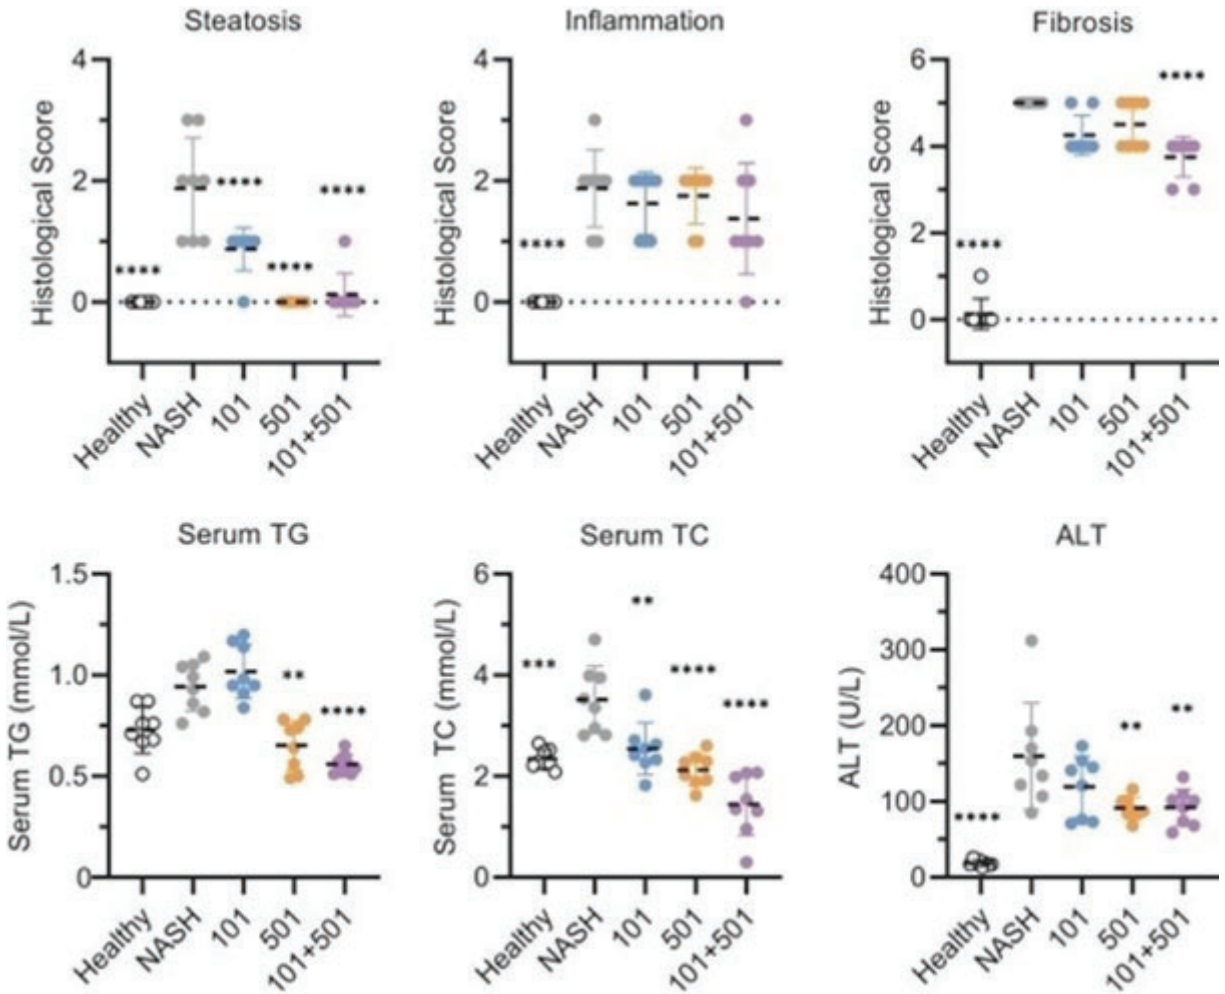 Steatosis
Histological Score
4
2
0
****
****
****
****
Healthy
NASH
101
501
101+501
Inflammation
Histological Score
4
2
0
****
Healthy
NASH
101
501
101+501
Fibrosis
Histological Score
6
4
2
0
****
****
Healthy
NASH
101
501
101+501
Serum TG
Serum TG (mmol/L)
1.5
1.0
0.5
0
**
****
Healthy
NASH
101
501
101+501
Serum TC
Serum TC (mmol/L)
6
4
2
0
***
**
****
****
Healthy
NASH
101
501
101+501
ALT
ALT (U/L)
400
300
200
100
0
****
**
**
Healthy
NASH
101
501
101+501